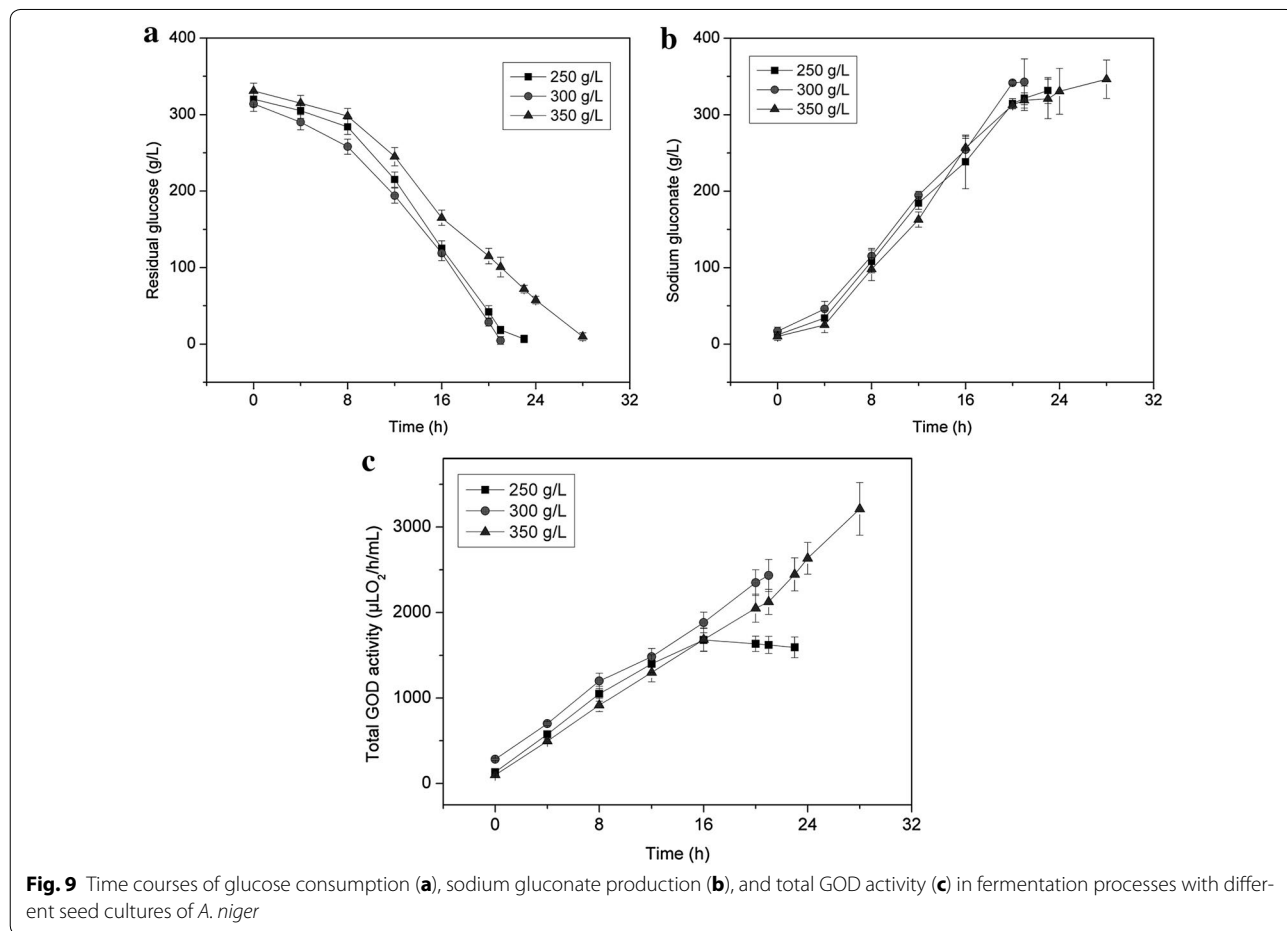 a
400
300
200
100
0
Residual glucose (g/L)
250 g/L
300 g/L
350 g/L
0 8 16 24 32
Time (h)
b
400
300
200
100
0
Sodium gluconate (g/L)
250 g/L
300 g/L
350 g/L
0 8 16 24 32
Time (h)
c
3000
2000
1000
0
Total GOD activity (µLO₂/h/mL)
250 g/L
300 g/L
350 g/L
0 8 16 24 32
Time (h)
Fig. 9 Time courses of glucose consumption (a), sodium gluconate production (b), and total GOD activity (c) in fermentation processes with differ-
ent seed cultures of A. niger